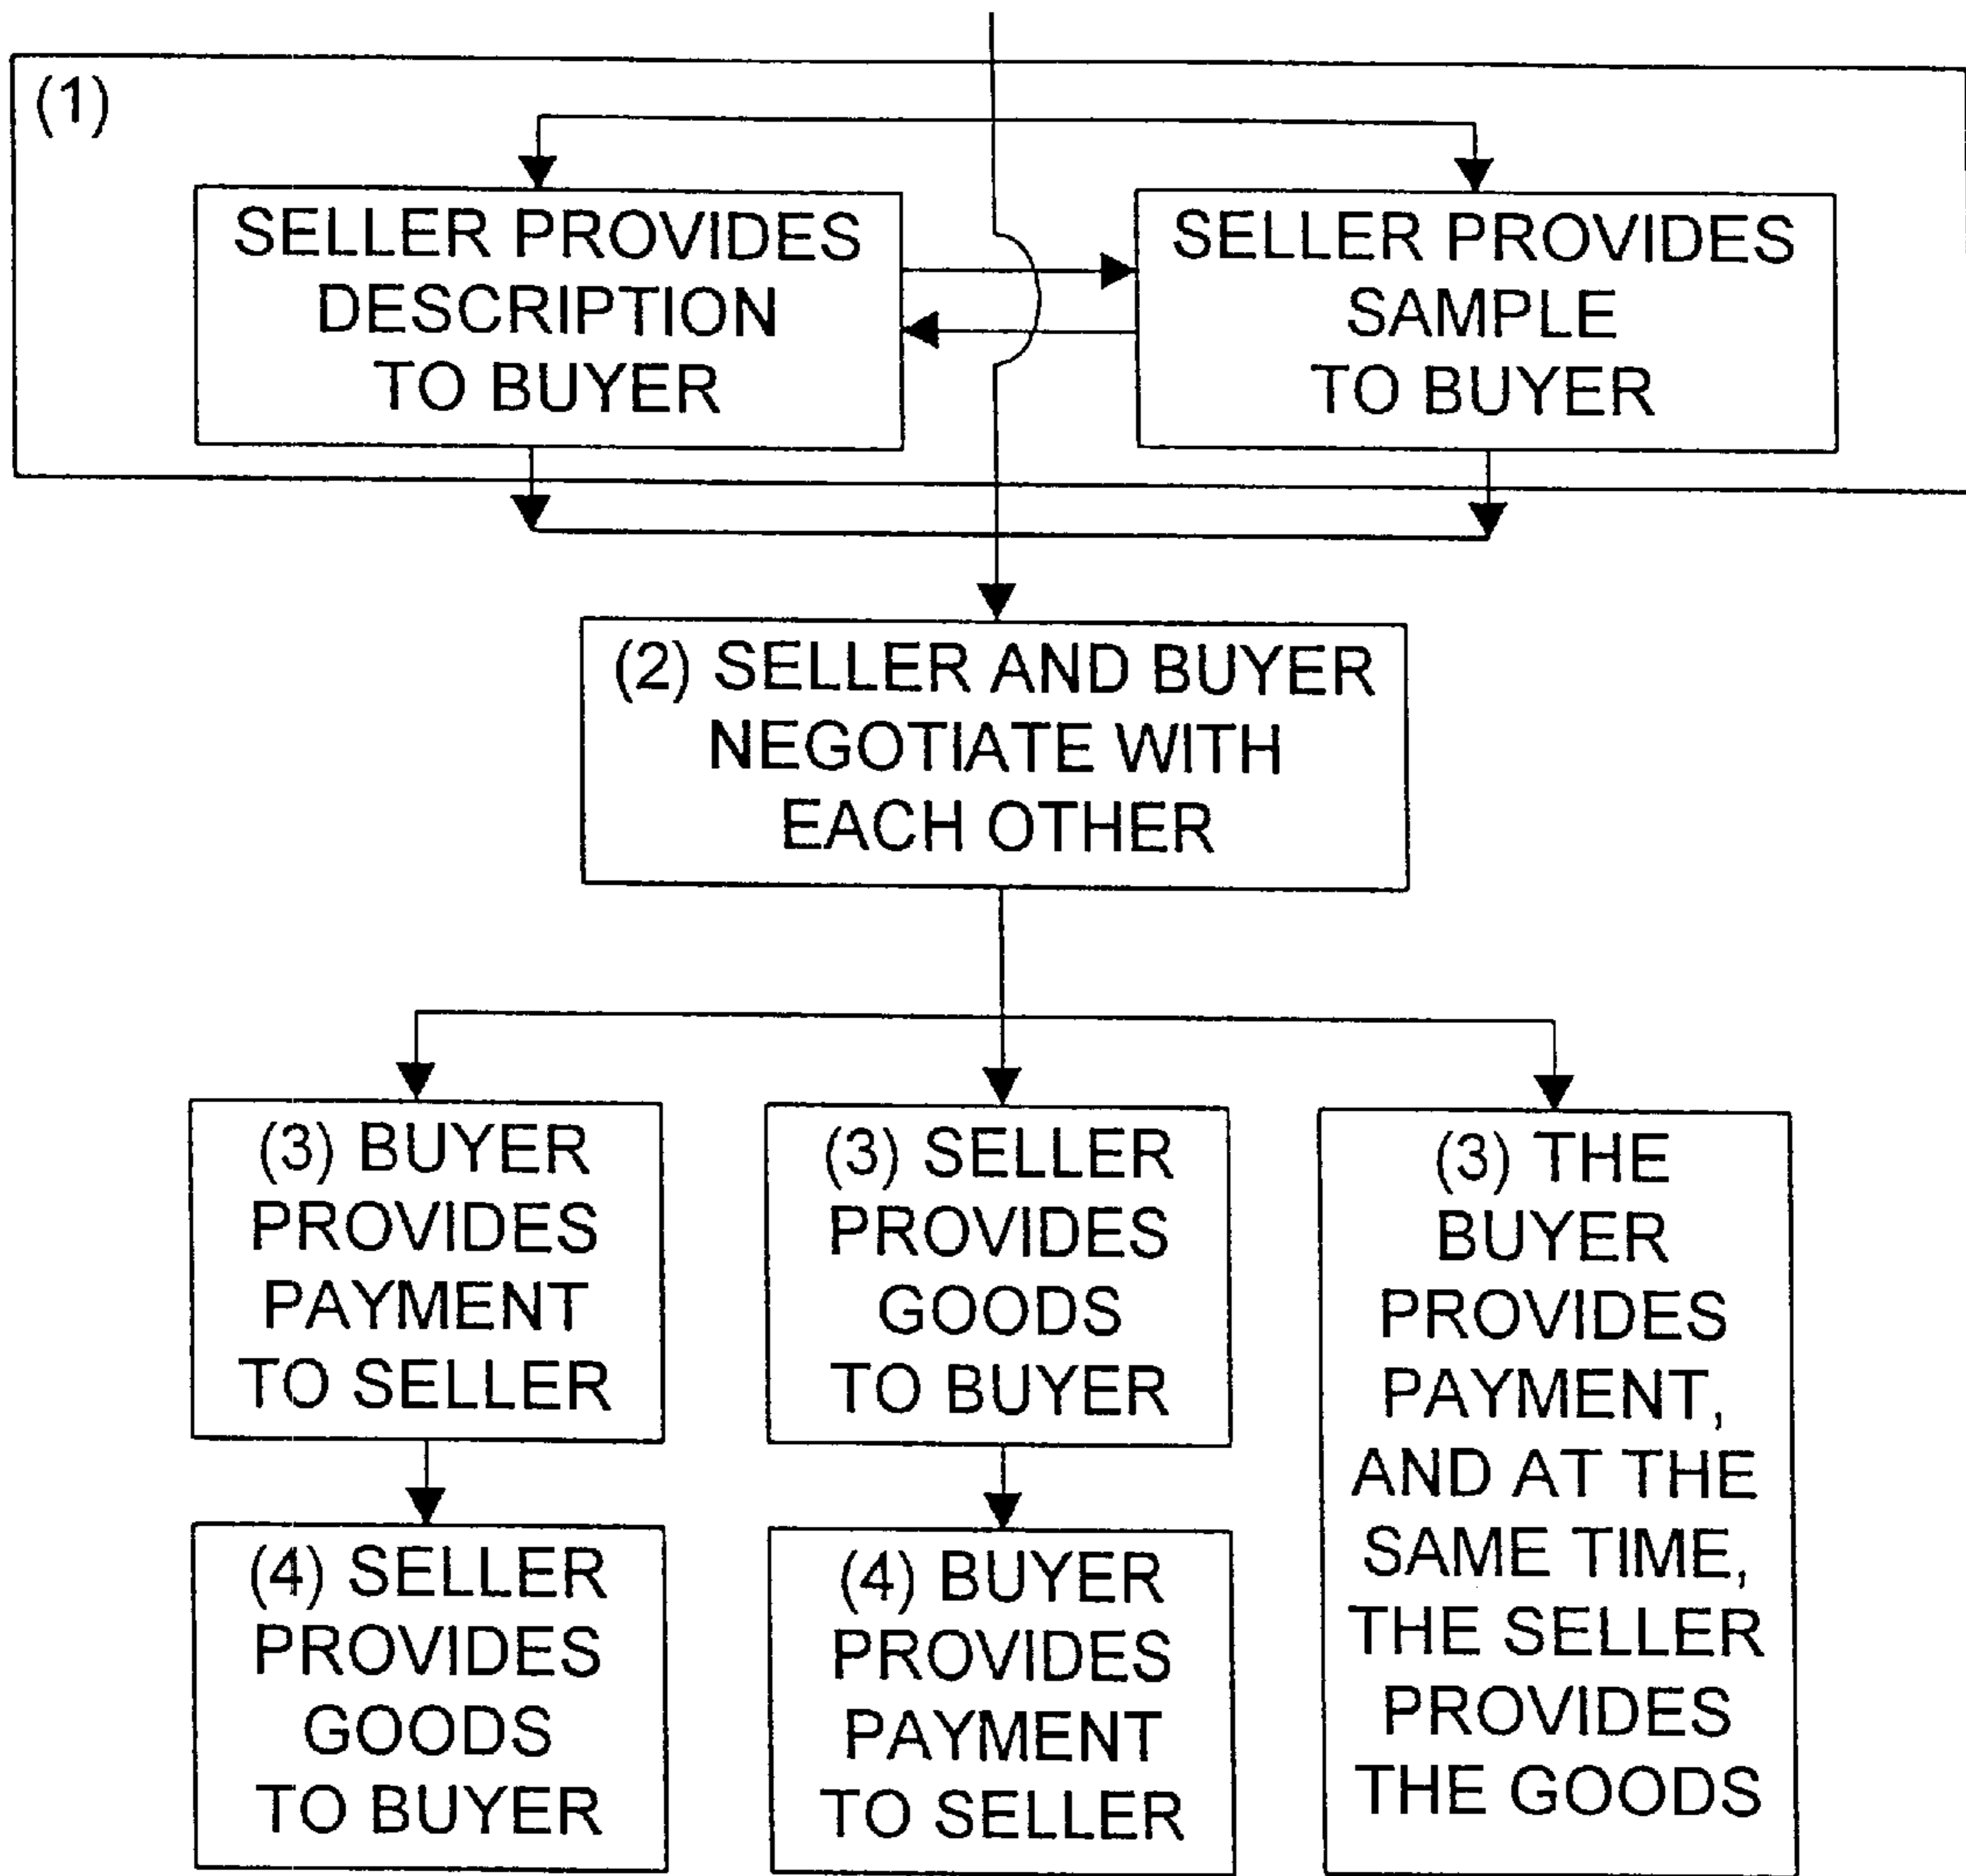 (1)
SELLER PROVIDES
DESCRIPTION
TO BUYER
SELLER PROVIDES
SAMPLE
TO BUYER
(2) SELLER AND BUYER
NEGOTIATE WITH
EACH OTHER
(3) BUYER
PROVIDES
PAYMENT
TO SELLER
(3) SELLER
PROVIDES
GOODS
TO BUYER
(3) THE
BUYER
PROVIDES
PAYMENT,
AND AT THE
SAME TIME,
THE SELLER
PROVIDES
THE GOODS
(4) SELLER
PROVIDES
GOODS
TO BUYER
(4) BUYER
PROVIDES
PAYMENT
TO SELLER